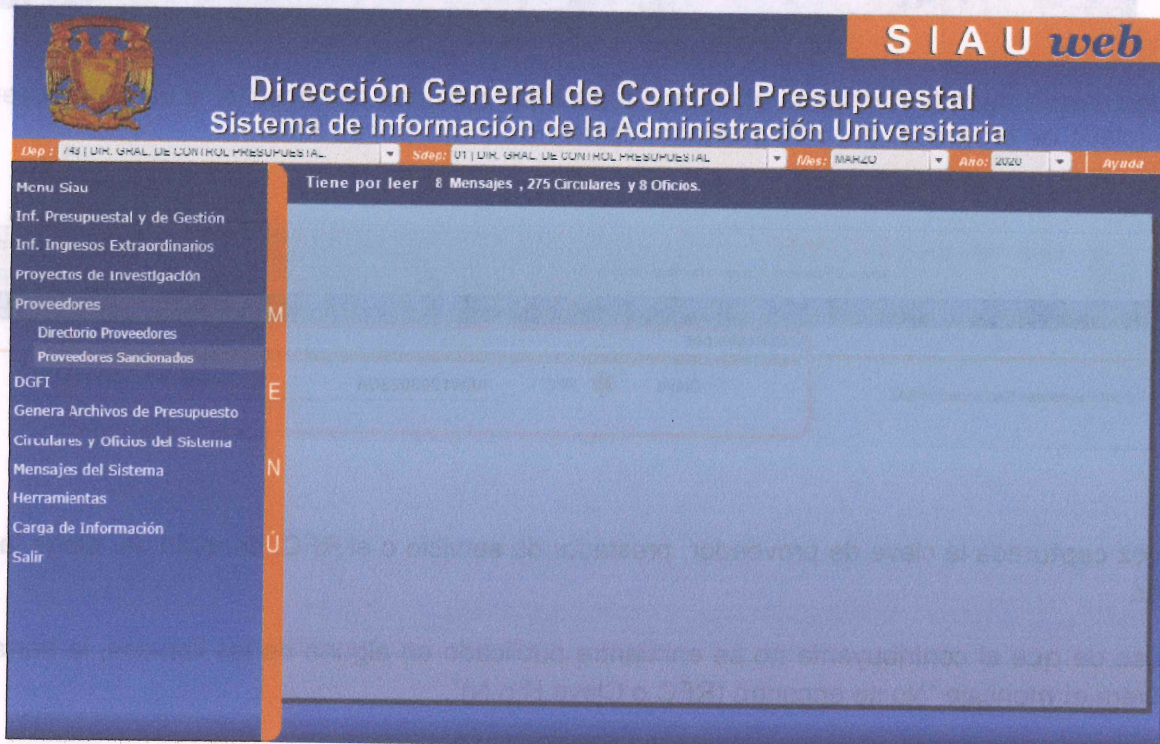 S I A U web
Dirección General de Control Presupuestal
Sistema de Información de la Administración Universitaria
Dep : 743 | DIR. GRAL. DE CONTROL PRESUPUESTAL. Sdep: 01 | DIR. GRAL. DE CONTROL PRESUPUESTAL Mes: MARZO Año: 2020 Ayuda
Tiene por leer 8 Mensajes , 275 Circulares y 8 Oficios.
Menu Siau
Inf. Presupuestal y de Gestión
Inf. Ingresos Extraordinarios
Proyectos de Investigación
Proveedores
Directorio Proveedores
Proveedores Sancionados
DGFI
Genera Archivos de Presupuesto
Circulares y Oficios del Sistema
Mensajes del Sistema
Herramientas
Carga de Información
Salir
M
E
N
Ú